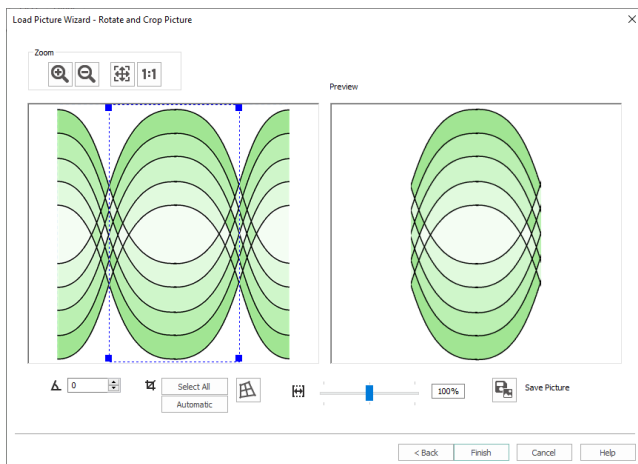 Load Picture Wizard - Rotate and Crop Picture
Zoom
1:1
Preview
0
Select All
Automatic
100%
Save Picture
< Back
Finish
Cancel
Help